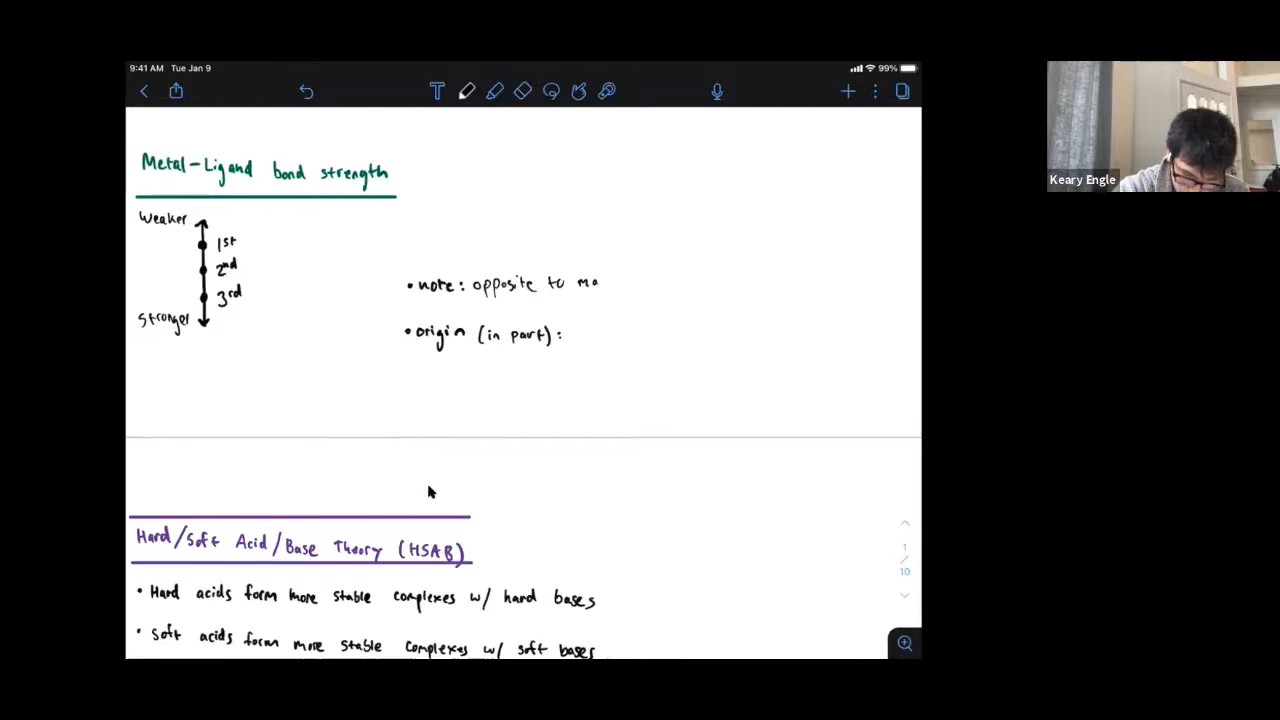 9:41 AM Tue Jan 9
99%
Metal-Ligand bond strength
Weaker
1st
2nd
3rd
Stronger
• note: opposite to ma
• origin (in part):
Hard/Soft Acid/Base Theory (HSAB)
• Hard acids form more stable complexes w/ hard bases
• Soft acids form more stable complexes w/ soft bases
1
/
10
Keary Engle